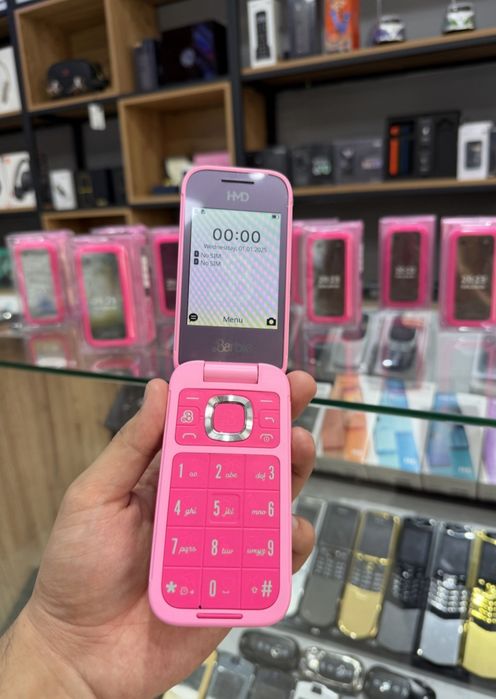 HMD
00:00
Wednesday, 01.01.2025
No SIM
No SIM
Menu
Barbie
1 oo
2 abc
def 3
4 ghi
5 jkl
mno 6
7 pqrs
8 tuv
wxyz 9
*
0
#